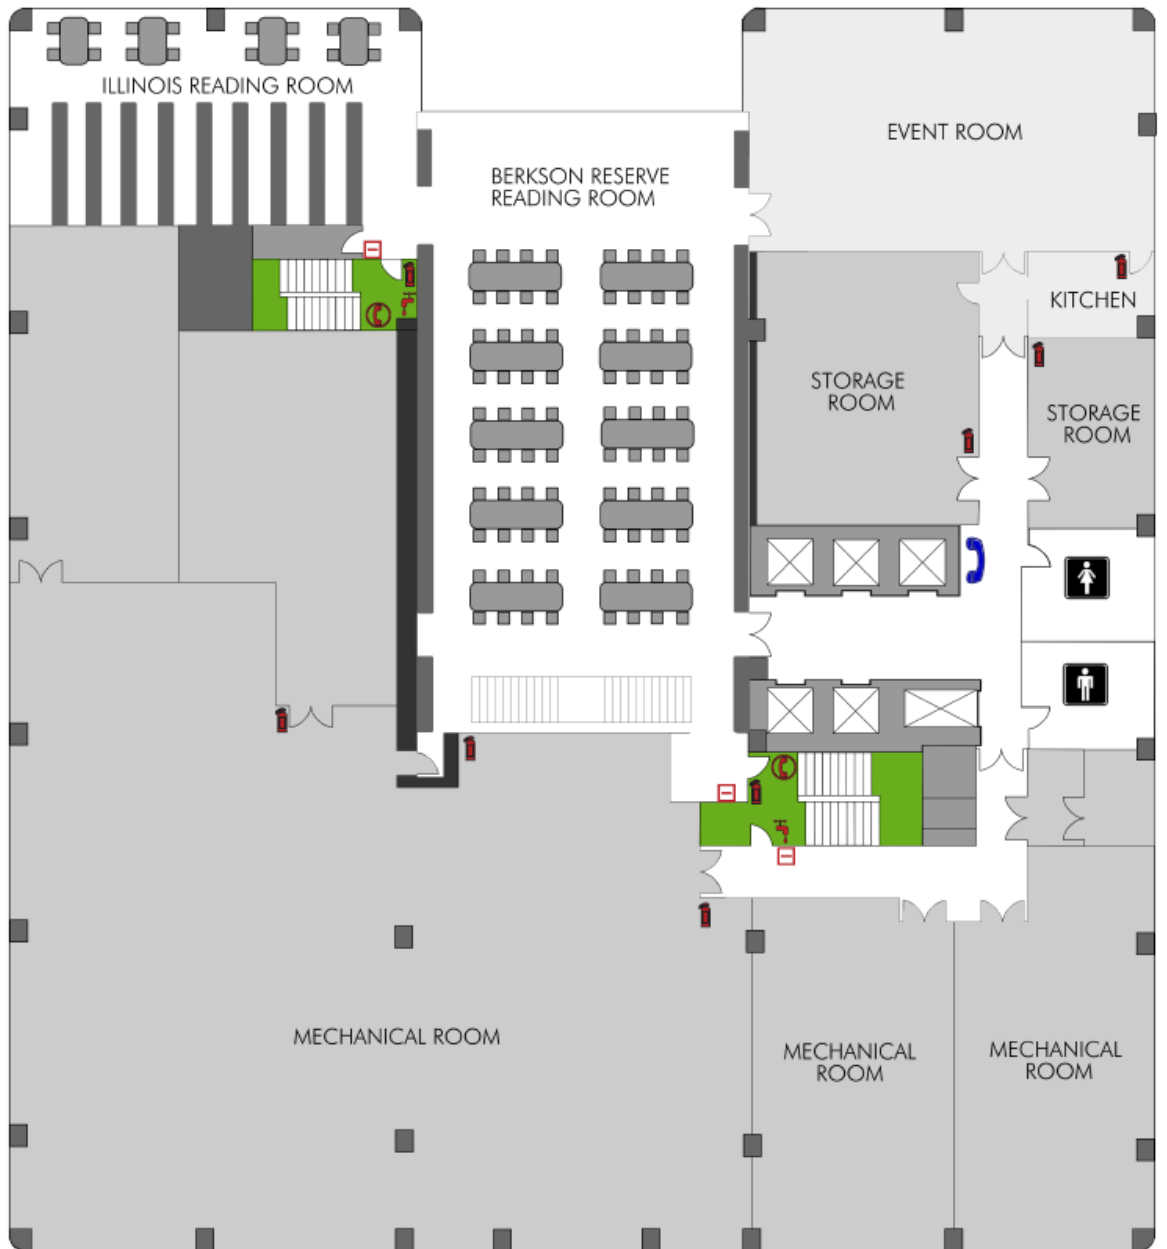 ILLINOIS READING ROOM
EVENT ROOM
BERKSON RESERVE
READING ROOM
KITCHEN
STORAGE
ROOM
STORAGE
ROOM
MECHANICAL ROOM
MECHANICAL
ROOM
MECHANICAL
ROOM